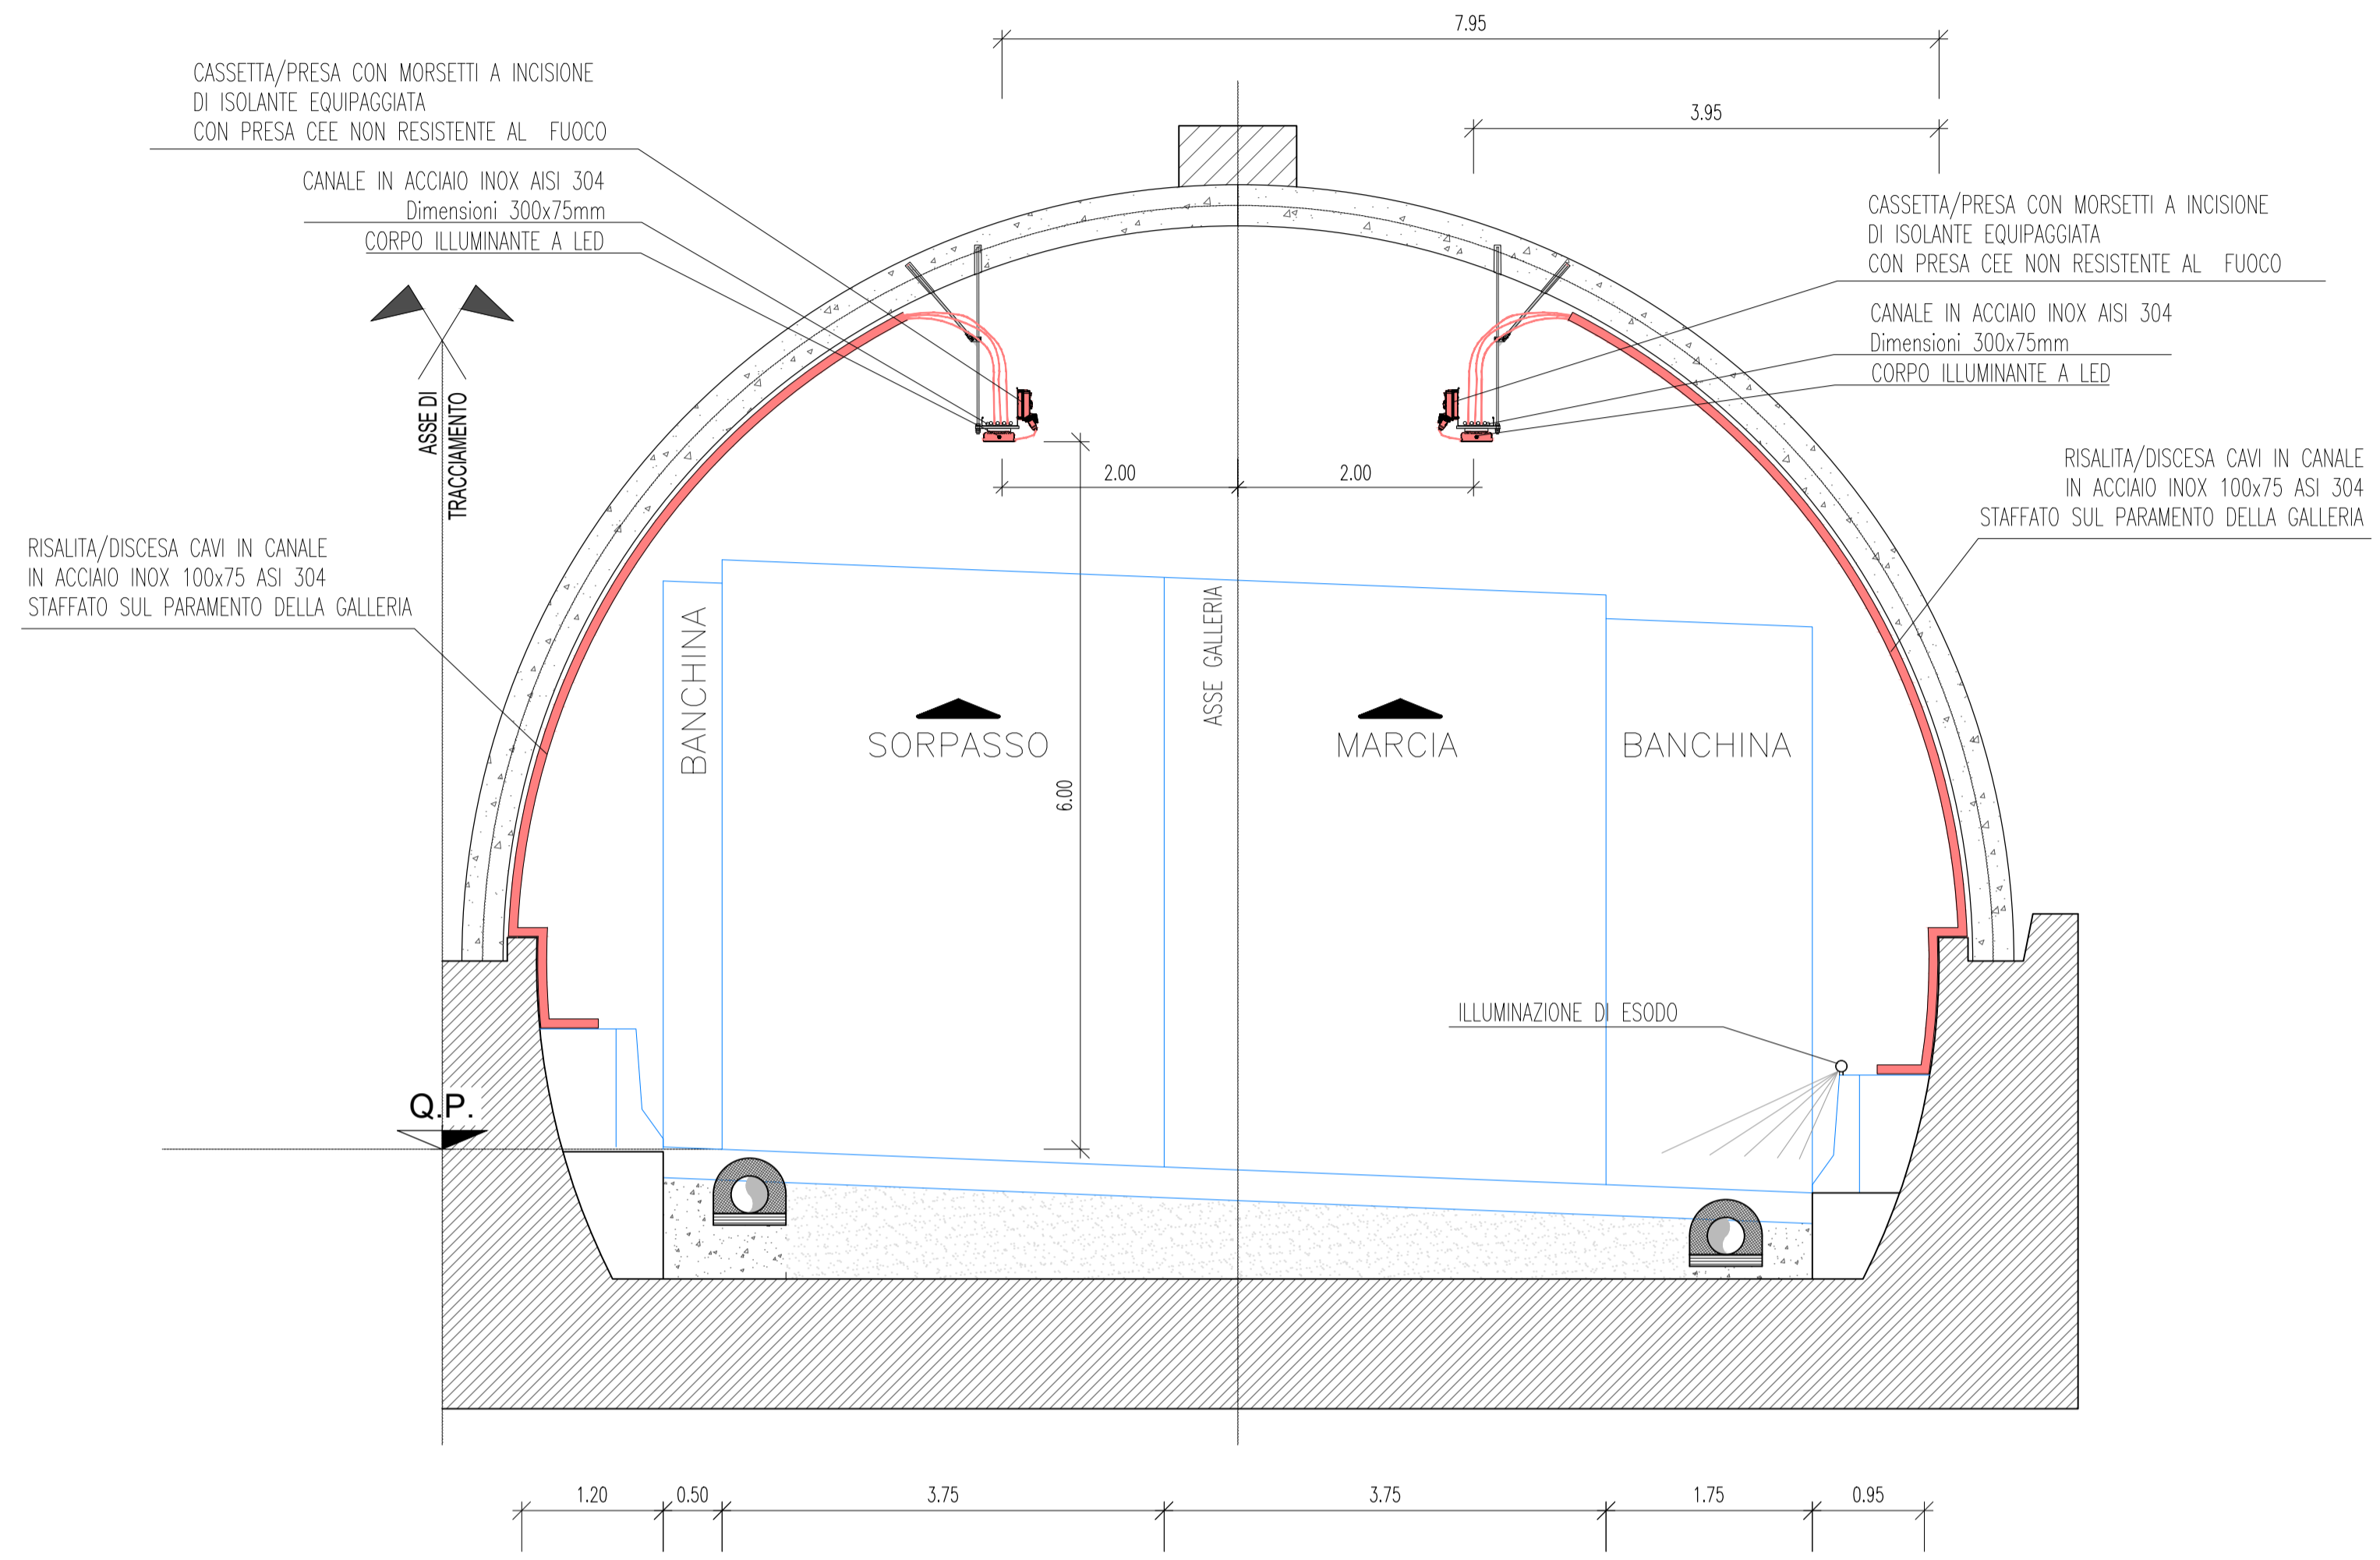 7.95
3.95
CASSETTA/PRESA CON MORSETTI A INCISIONE
DI ISOLANTE EQUIPAGGIATA
CON PRESA CEE NON RESISTENTE AL FUOCO
CANALE IN ACCIAIO INOX AISI 304
Dimensioni 300x75mm
CORPO ILLUMINANTE A LED
CASSETTA/PRESA CON MORSETTI A INCISIONE
DI ISOLANTE EQUIPAGGIATA
CON PRESA CEE NON RESISTENTE AL FUOCO
CANALE IN ACCIAIO INOX AISI 304
Dimensioni 300x75mm
CORPO ILLUMINANTE A LED
ASSE DI
TRACCIAMENTO
2.00
2.00
RISALITA/DISCESA CAVI IN CANALE
IN ACCIAIO INOX 100x75 ASI 304
STAFFATO SUL PARAMENTO DELLA GALLERIA
RISALITA/DISCESA CAVI IN CANALE
IN ACCIAIO INOX 100x75 ASI 304
STAFFATO SUL PARAMENTO DELLA GALLERIA
BANCHINA
SORPASSO
ASSE GALLERIA
MARCIA
BANCHINA
6.00
ILLUMINAZIONE DI ESODO
Q.P.
1.20
0.50
3.75
3.75
1.75
0.95